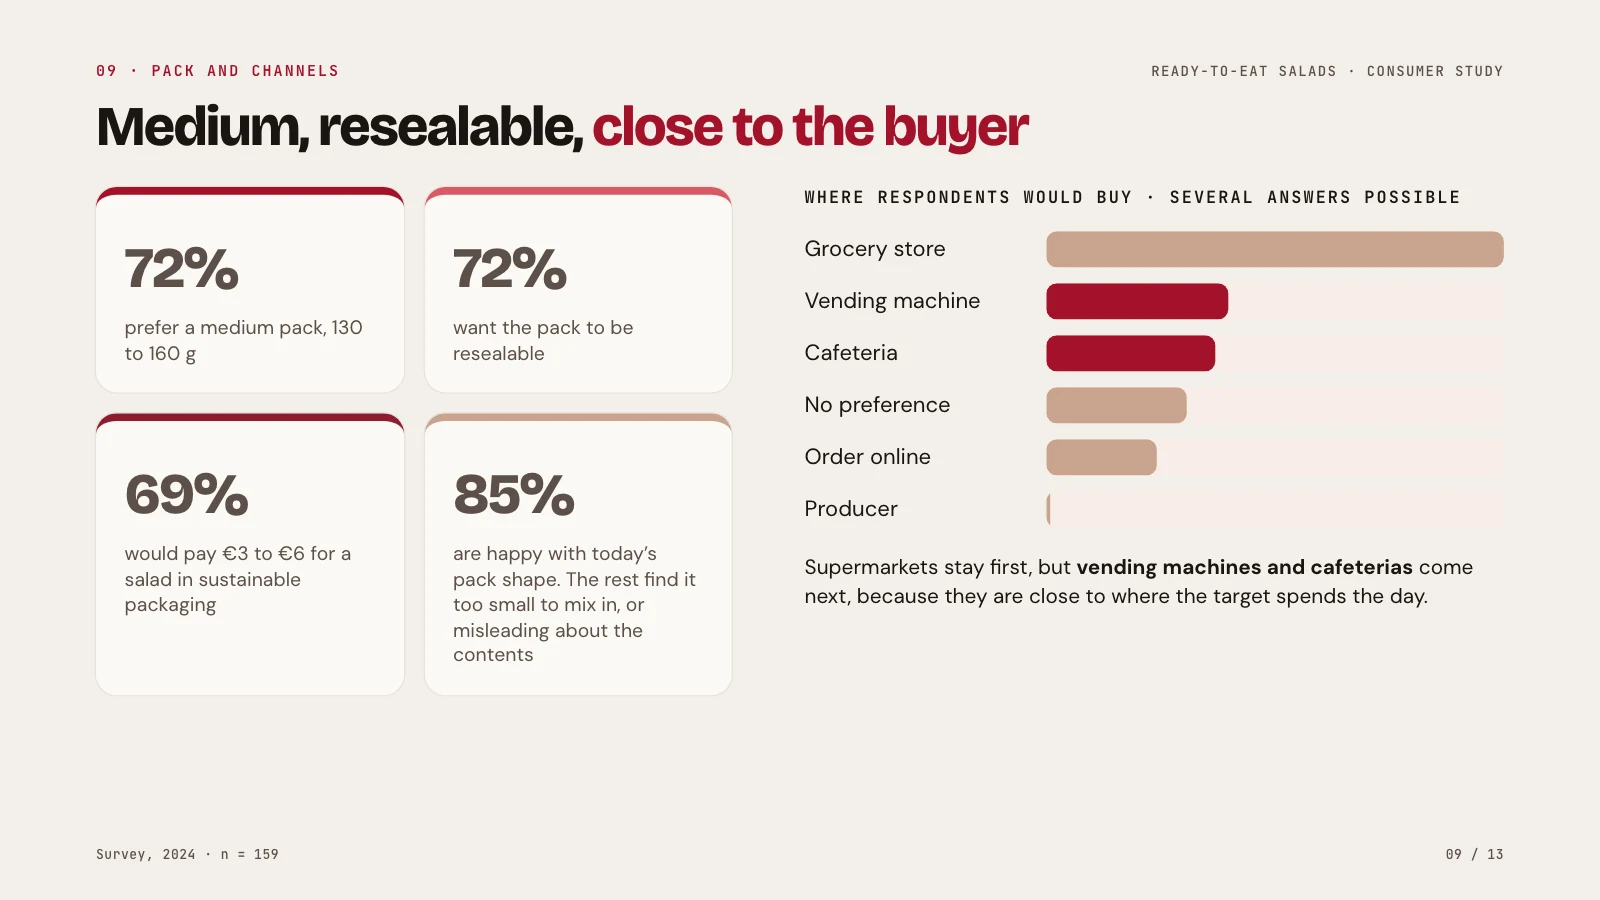 09 · PACK AND CHANNELS
READY-TO-EAT SALADS · CONSUMER STUDY
Medium, resealable, close to the buyer
72%
prefer a medium pack, 130
to 160 g
72%
want the pack to be
resealable
69%
would pay €3 to €6 for a
salad in sustainable
packaging
85%
are happy with today’s
pack shape. The rest find it
too small to mix in, or
misleading about the
contents
WHERE RESPONDENTS WOULD BUY · SEVERAL ANSWERS POSSIBLE
Grocery store
Vending machine
Cafeteria
No preference
Order online
Producer
Supermarkets stay first, but vending machines and cafeterias come
next, because they are close to where the target spends the day.
Survey, 2024 · n = 159
09 / 13